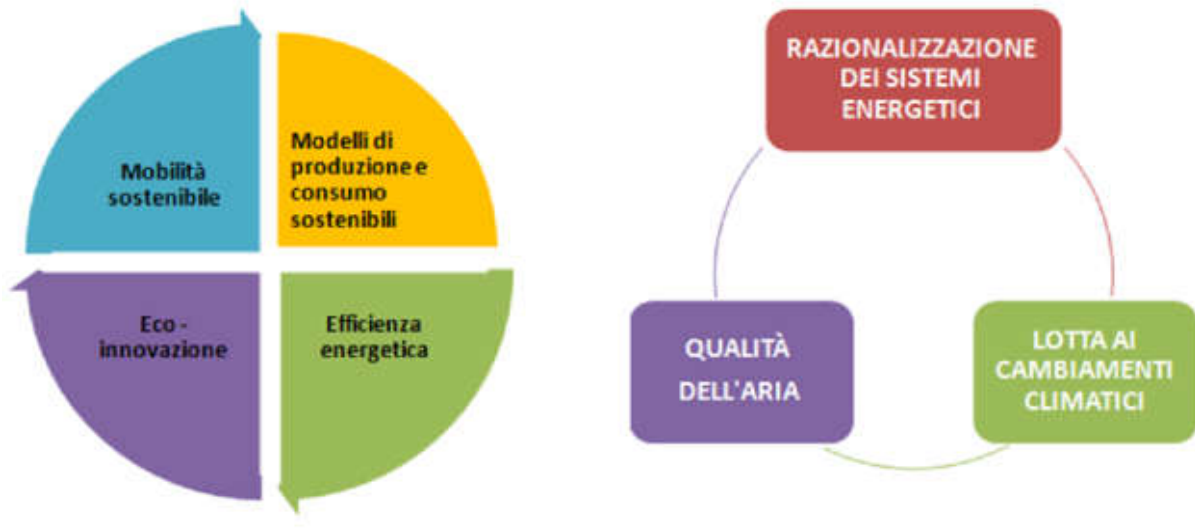 Mobilità
sostenibile
Modelli di
produzione e
consumo
sostenibili
Eco -
innovazione
Efficienza
energetica
RAZIONALIZZAZIONE
DEI SISTEMI
ENERGETICI
QUALITÀ
DELL'ARIA
LOTTA AI
CAMBIAMENTI
CLIMATICI